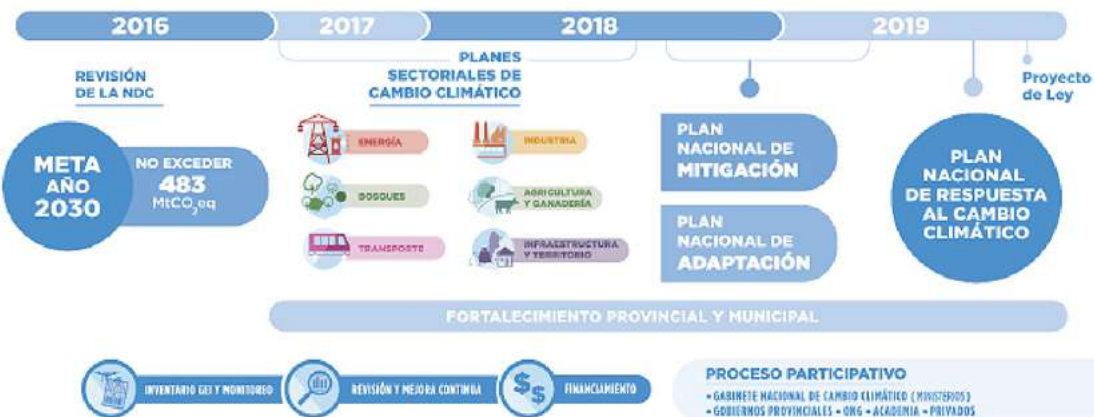 2016
2017
2018
2019
REVISIÓN
DE LA NDC
META
AÑO
2030
NO EXCEDER
483
MtCO₂eq
PLANES
SECTORIALES DE
CAMBIO CLIMÁTICO
ENERGÍA
INDUSTRIA
BOSQUES
AGRICULTURA
Y GANADERÍA
TRANSPORTE
INFRAESTRUCTURA
Y TERRITORIO
PLAN
NACIONAL DE
MITIGACIÓN
PLAN
NACIONAL DE
ADAPTACIÓN
Proyecto
de Ley
PLAN
NACIONAL
DE RESPUESTA
AL CAMBIO
CLIMÁTICO
FORTALECIMIENTO PROVINCIAL Y MUNICIPAL
INVENTARIO GEI Y MONITOREO
REVISIÓN Y MEJORA CONTINUA
$$
FINANCIAMIENTO
PROCESO PARTICIPATIVO
• GABINETE NACIONAL DE CAMBIO CLIMÁTICO (MINISTERIOS)
• GOBIERNOS PROVINCIALES • ONG • ACADEMIA • PRIVADOS